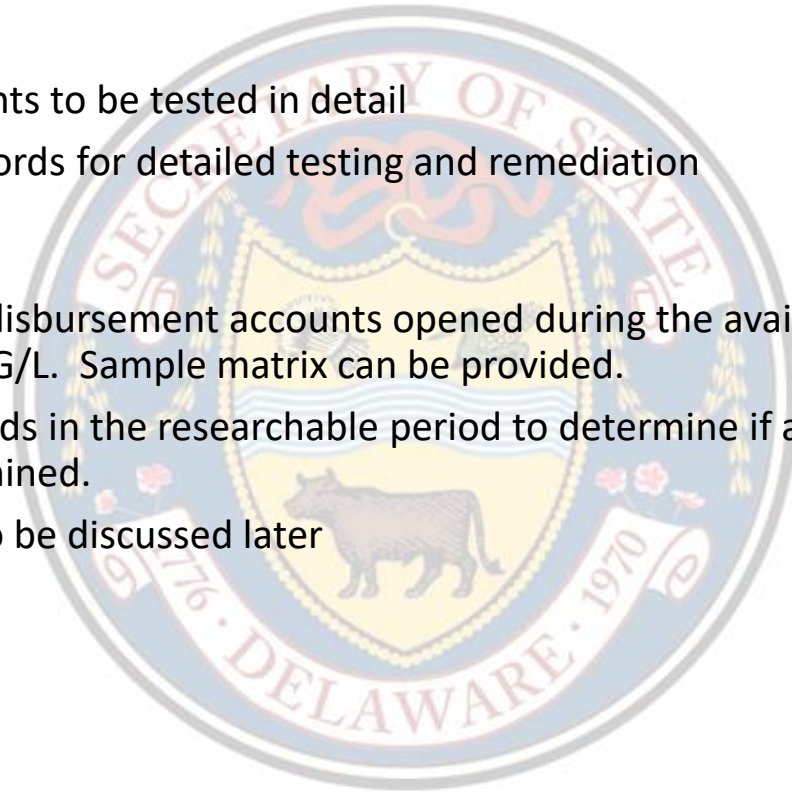 nts to be tested in detail
ords for detailed testing and remediation
SECRETARY OF STATE
disbursement accounts opened during the avai
G/L.  Sample matrix can be provided.
ds in the researchable period to determine if a
ained.
o be discussed later
1776 · DELAWARE · 1970